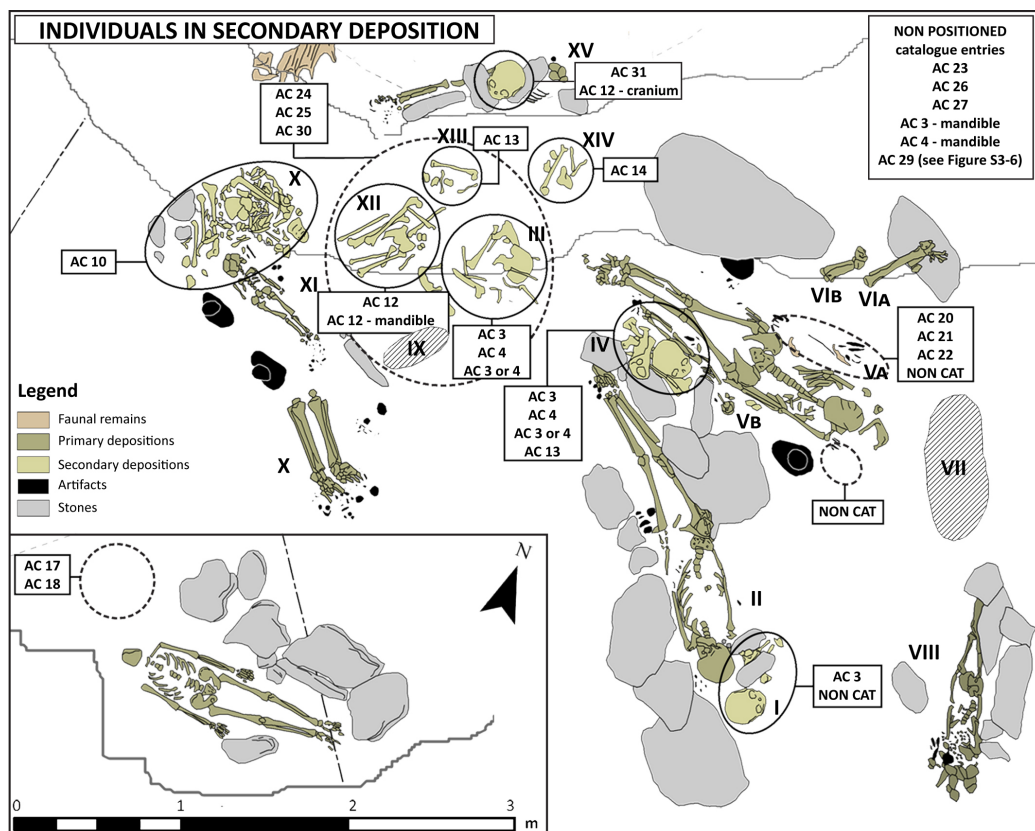 INDIVIDUALS IN SECONDARY DEPOSITION
NON POSITIONED
catalogue entries
AC 23
AC 26
AC 27
AC 3 - mandible
AC 4 - mandible
AC 29 (see Figure S3-6)
XV
AC 31
AC 12 - cranium
AC 24
AC 25
AC 30
XIII
AC 13
XIV
AC 14
X
XII
III
AC 10
XI
AC 12
AC 12 - mandible
IX
AC 3
AC 4
AC 3 or 4
VIB
VIA
AC 20
AC 21
AC 22
NON CAT
IV
VA
AC 3
AC 4
AC 3 or 4
AC 13
VB
Legend
Faunal remains
Primary depositions
Secondary depositions
Artifacts
Stones
X
VII
NON CAT
AC 17
AC 18
N
II
VIII
AC 3
NON CAT
I
0 1 2 3
m